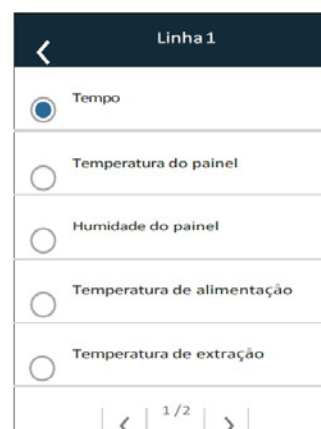 Linha 1
Tempo
Temperatura do painel
Humidade do painel
Temperatura de alimentação
Temperatura de extração
1/2